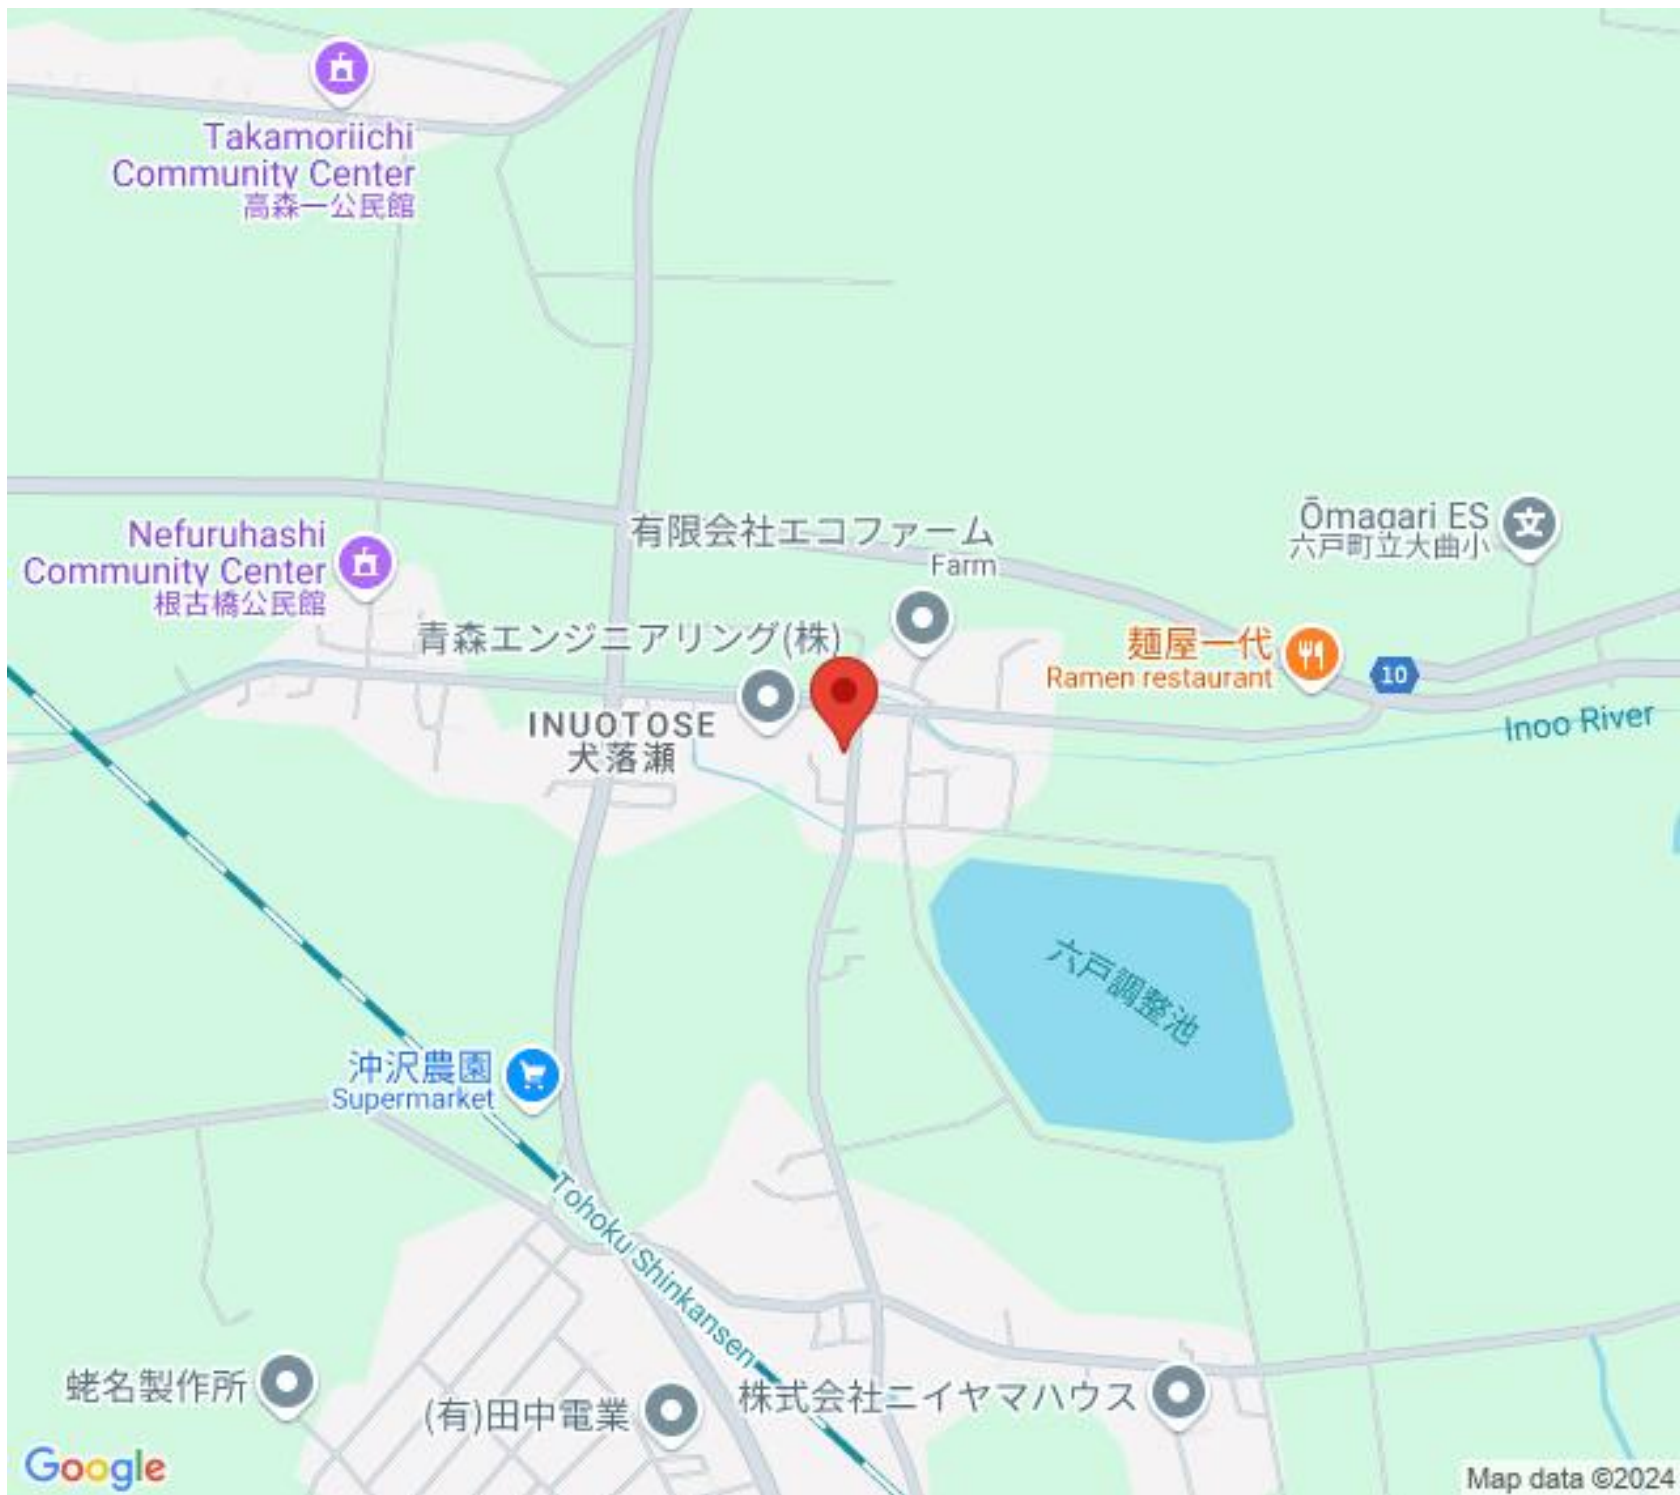 Takamoriichi
Community Center
高森一公民館
Nefuruhashi
Community Center
根古橋公民館
有限会社エコファーム
Farm
Ōmagari ES
六戸町立大曲小
青森エンジニアリング(株)
麺屋一代
Ramen restaurant
10
INUOTOSE
犬落瀬
Inoo River
六戸調整池
沖沢農園
Supermarket
Tohoku Shinkansen
蛯名製作所
(有)田中電業
株式会社ニイヤマハウス
Google
Map data ©2024